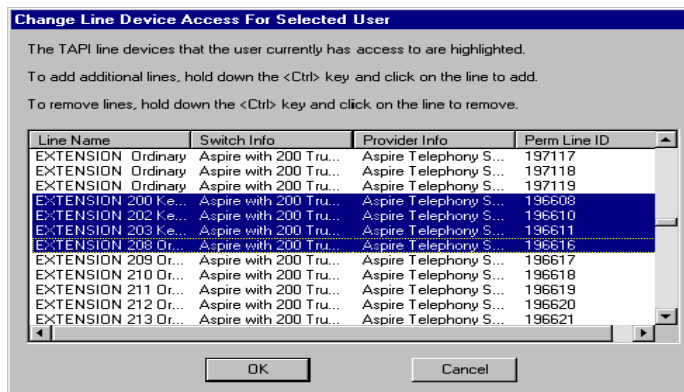 Change Line Device Access For Selected User
The TAPI line devices that the user currently has access to are highlighted.
To add additional lines, hold down the <Ctrl> key and click on the line to add.
To remove lines, hold down the <Ctrl> key and click on the line to remove.
Line Name Switch Info Provider Info Perm Line ID
EXTENSION Ordinary Aspire with 200 Tru... Aspire Telephony S... 197117
EXTENSION Ordinary Aspire with 200 Tru... Aspire Telephony S... 197118
EXTENSION Ordinary Aspire with 200 Tru... Aspire Telephony S... 197119
EXTENSION 200 Ke... Aspire with 200 Tru... Aspire Telephony S... 196608
EXTENSION 202 Ke... Aspire with 200 Tru... Aspire Telephony S... 196610
EXTENSION 203 Ke... Aspire with 200 Tru... Aspire Telephony S... 196611
EXTENSION 208 Or... Aspire with 200 Tru... Aspire Telephony S... 196616
EXTENSION 209 Or... Aspire with 200 Tru... Aspire Telephony S... 196617
EXTENSION 210 Or... Aspire with 200 Tru... Aspire Telephony S... 196618
EXTENSION 211 Or... Aspire with 200 Tru... Aspire Telephony S... 196619
EXTENSION 212 Or... Aspire with 200 Tru... Aspire Telephony S... 196620
EXTENSION 213 Or... Aspire with 200 Tru... Aspire Telephony S... 196621
OK Cancel